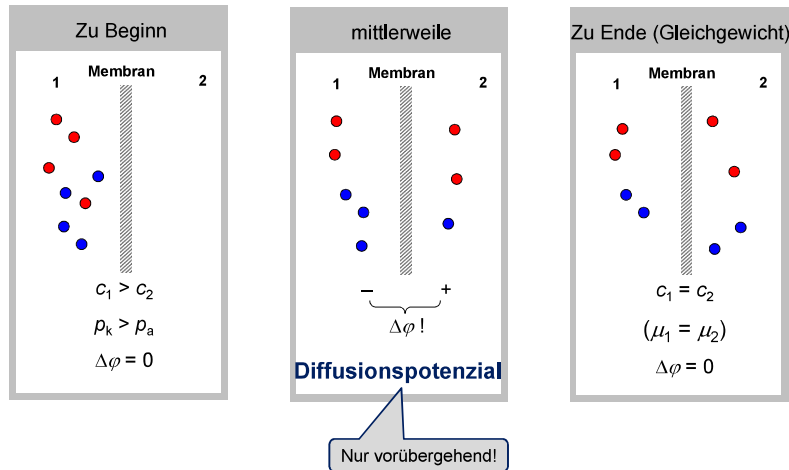 Zu Beginn
Membran
1
2
c₁ > c₂
pₖ > pₐ
Δφ = 0
mittlerweile
Membran
1
2
– +
Δφ !
Diffusionspotenzial
Nur vorübergehend!
Zu Ende (Gleichgewicht)
Membran
1
2
c₁ = c₂
(μ₁ = μ₂)
Δφ = 0